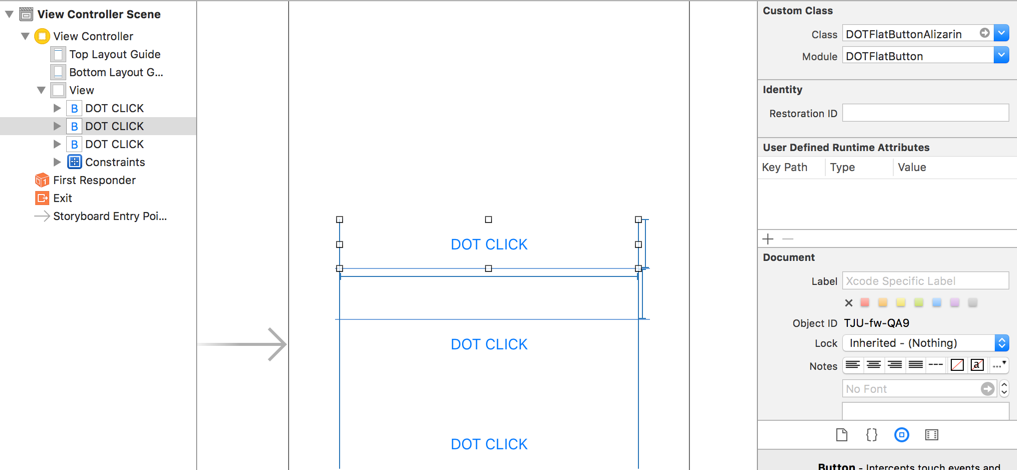 View Controller Scene
View Controller
Top Layout Guide
Bottom Layout G...
View
B DOT CLICK
B DOT CLICK
B DOT CLICK
Constraints
First Responder
Exit
Storyboard Entry Poi...
DOT CLICK
DOT CLICK
DOT CLICK
Custom Class
Class DOTFlatButtonAlizarin
Module DOTFlatButton
Identity
Restoration ID
User Defined Runtime Attributes
Key Path Type Value
Document
Label Xcode Specific Label
Object ID TJU-fw-QA9
Lock Inherited - (Nothing)
Notes
No Font
Button - Intercepts touch events and